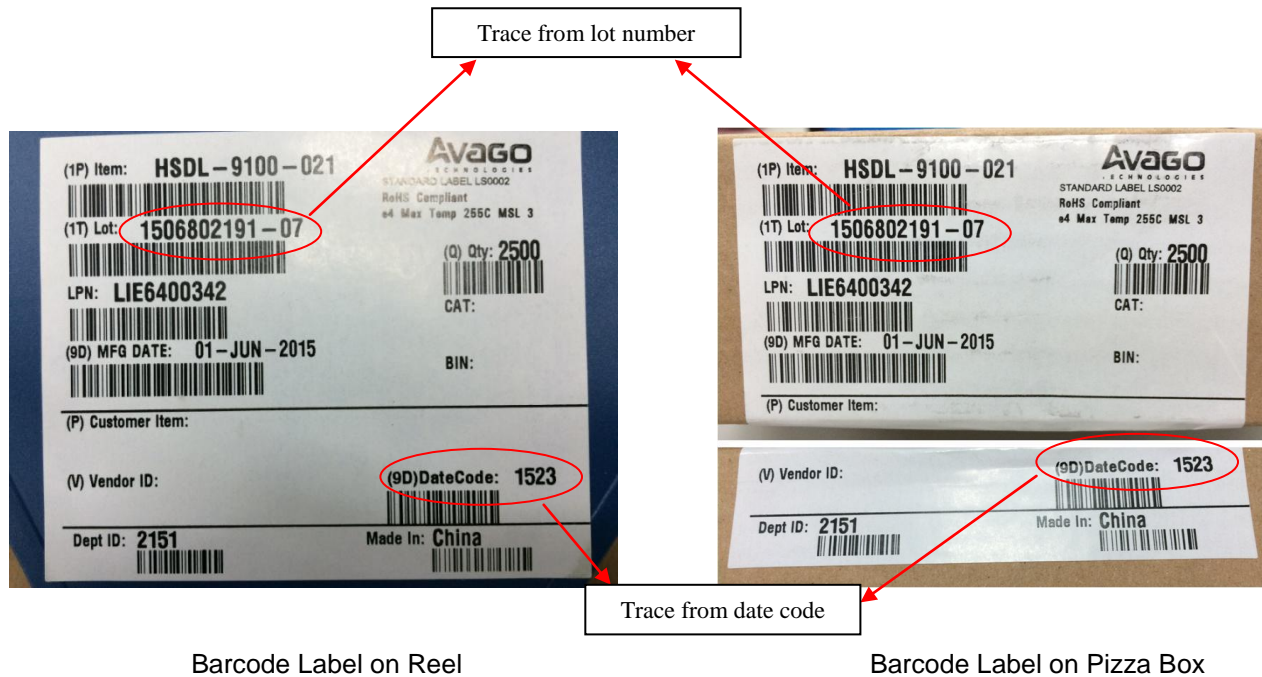 Trace from lot number
AVAGO
TECHNOLOGIES
(1P) Item: HSDL-9100-021
STANDARD LABEL LS0002
RoHS Compliant
e4 Max Temp 255C MSL 3
(1T) Lot: 1506802191-07
(Q) Qty: 2500
LPN: LIE6400342
CAT:
(9D) MFG DATE: 01-JUN-2015
BIN:
(P) Customer Item:
(V) Vendor ID:
(9D)DateCode: 1523
Dept ID: 2151
Made In: China
AVAGO
TECHNOLOGIES
(1P) Item: HSDL-9100-021
STANDARD LABEL LS0002
RoHS Compliant
e4 Max Temp 255C MSL 3
(1T) Lot: 1506802191-07
(Q) Qty: 2500
LPN: LIE6400342
CAT:
(9D) MFG DATE: 01-JUN-2015
BIN:
(P) Customer Item:
(V) Vendor ID:
(9D)DateCode: 1523
Dept ID: 2151
Made In: China
Trace from date code
Barcode Label on Reel
Barcode Label on Pizza Box